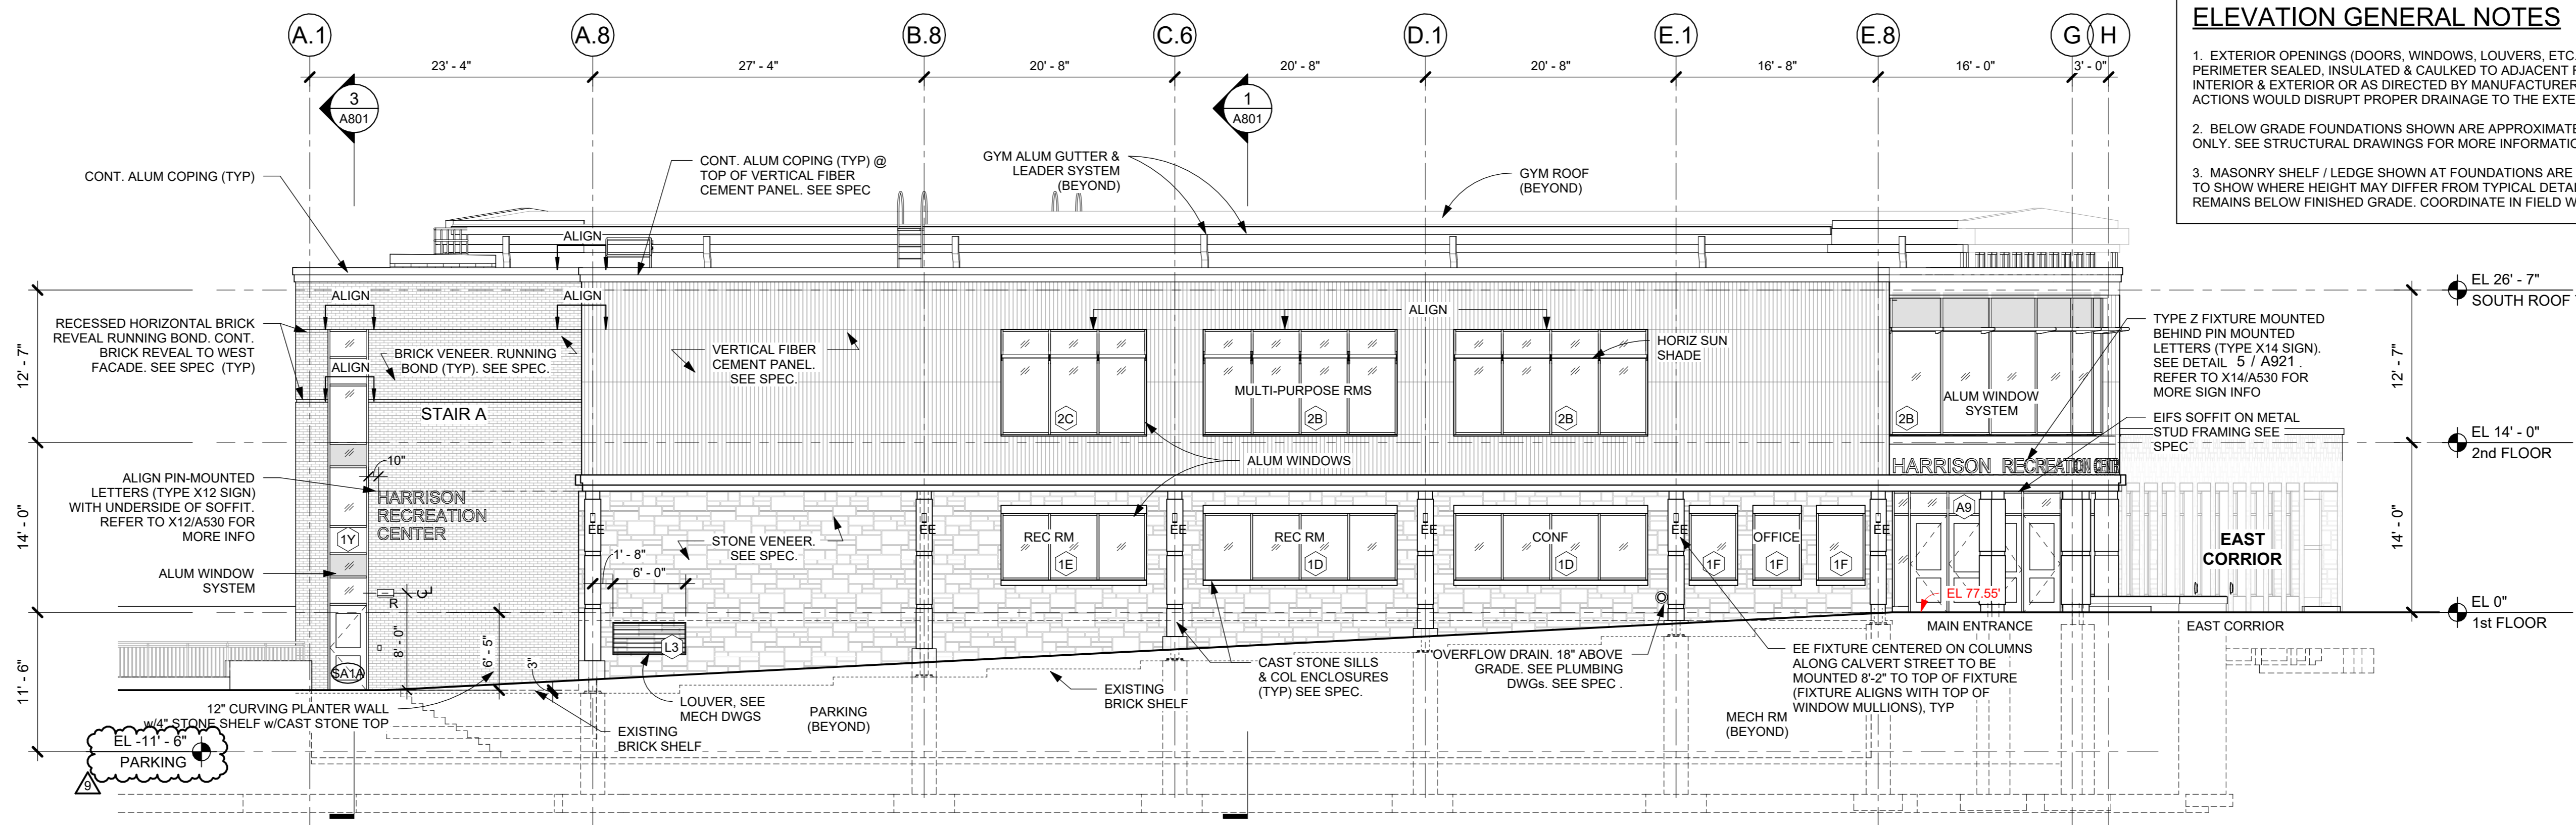 A.1
A.8
B.8
C.6
D.1
E.1
E.8
G
H
23' - 4"
27' - 4"
20' - 8"
20' - 8"
20' - 8"
16' - 8"
16' - 0"
3' - 0"
3
A801
1
A801
ELEVATION GENERAL NOTES
1. EXTERIOR OPENINGS (DOORS, WINDOWS, LOUVERS, ETC.
PERIMETER SEALED, INSULATED & CAULKED TO ADJACENT
INTERIOR & EXTERIOR OR AS DIRECTED BY MANUFACTURER
ACTIONS WOULD DISRUPT PROPER DRAINAGE TO THE
2. BELOW GRADE FOUNDATIONS SHOWN ARE
ONLY. SEE STRUCTURAL DRAWINGS FOR MORE
3. MASONRY SHELF / LEDGE SHOWN AT FOUNDATIONS ARE
TO SHOW WHERE HEIGHT MAY DIFFER FROM TYPICAL
REMAINS BELOW FINISHED GRADE. COORDINATE IN FIELD
CONT. ALUM COPING (TYP)
CONT. ALUM COPING (TYP) @
TOP OF VERTICAL FIBER
CEMENT PANEL. SEE SPEC
GYM ALUM GUTTER &
LEADER SYSTEM
(BEYOND)
GYM ROOF
(BEYOND)
ALIGN
ALIGN
ALIGN
ALIGN
ALIGN
RECESSED HORIZONTAL BRICK
REVEAL RUNNING BOND. CONT.
BRICK REVEAL TO WEST
FACADE. SEE SPEC (TYP)
BRICK VENEER. RUNNING
BOND (TYP). SEE SPEC.
VERTICAL FIBER
CEMENT PANEL.
SEE SPEC.
HORIZ SUN
SHADE
MULTI-PURPOSE RMS
2C
2B
2B
2B
ALUM WINDOW
SYSTEM
STAIR A
TYPE Z FIXTURE MOUNTED
BEHIND PIN MOUNTED
LETTERS (TYPE X14 SIGN).
SEE DETAIL 5 / A921 .
REFER TO X14/A530 FOR
MORE SIGN INFO
EIFS SOFFIT ON METAL
STUD FRAMING SEE
SPEC
EL 26' - 7"
SOUTH ROOF
EL 14' - 0"
2nd FLOOR
EL 0"
1st FLOOR
12' - 7"
14' - 0"
11' - 6"
12' - 7"
14' - 0"
ALIGN PIN-MOUNTED
LETTERS (TYPE X12 SIGN)
WITH UNDERSIDE OF SOFFIT.
REFER TO X12/A530 FOR
MORE INFO
10"
HARRISON
RECREATION
CENTER
1Y
ALUM WINDOW
SYSTEM
R
8' - 0"
6' - 5"
3"
SA1A
ALUM WINDOWS
HARRISON RECREATION
STONE VENEER.
SEE SPEC.
1' - 8"
6' - 0"
L3
EE
EE
EE
EE
EE
EE
REC RM
1E
REC RM
1D
CONF
1D
OFFICE
1F
1F
1F
A9
EL 77.55'
MAIN ENTRANCE
EAST
CORRIOR
EAST CORRIOR
12" CURVING PLANTER WALL
w/4" STONE SHELF w/CAST STONE TOP
EXISTING
BRICK SHELF
LOUVER, SEE
MECH DWGS
PARKING
(BEYOND)
EXISTING
BRICK SHELF
CAST STONE SILLS
& COL ENCLOSURES
(TYP) SEE SPEC.
OVERFLOW DRAIN. 18" ABOVE
GRADE. SEE PLUMBING
DWGs. SEE SPEC .
MECH RM
(BEYOND)
EE FIXTURE CENTERED ON COLUMNS
ALONG CALVERT STREET TO BE
MOUNTED 8'-2" TO TOP OF FIXTURE
(FIXTURE ALIGNS WITH TOP OF
WINDOW MULLIONS), TYP
EL -11' - 6"
PARKING
9